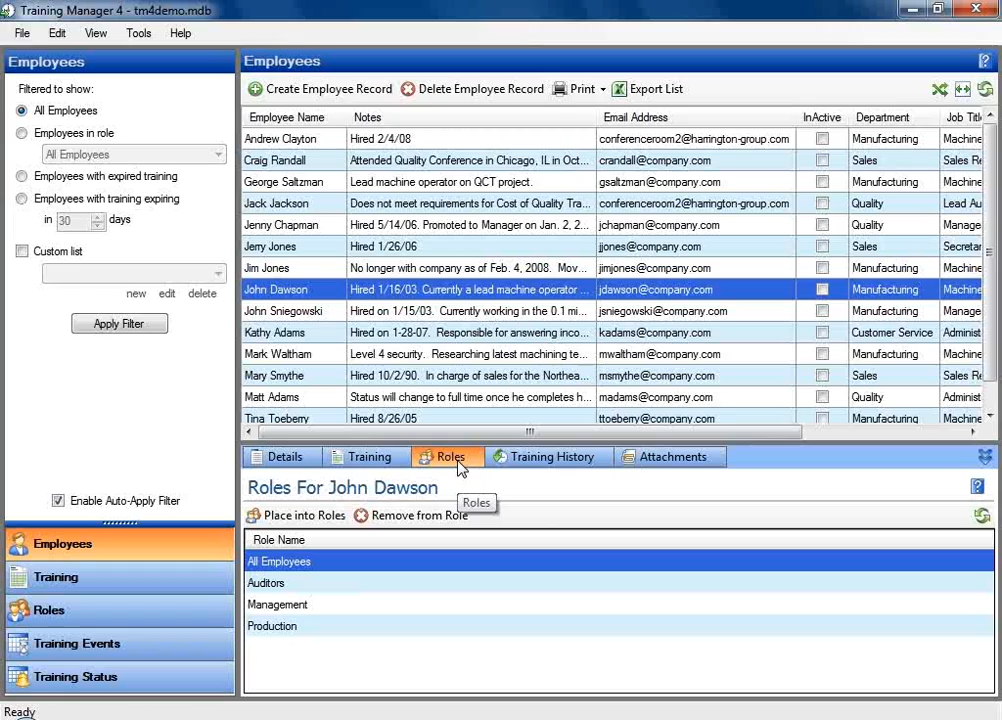 Training Manager 4 - tm4demo.mdb
File Edit View Tools Help
Employees
Filtered to show:
All Employees
Employees in role
All Employees
Employees with expired training
Employees with training expiring
in 30 days
Custom list
new edit delete
Apply Filter
Enable Auto-Apply Filter
Employees
Training
Roles
Training Events
Training Status
Employees
Create Employee Record Delete Employee Record Print Export List
Employee Name Notes Email Address InActive Department Job Title
Andrew Clayton Hired 2/4/08 conferenceroom2@harrington-group.com Manufacturing Machine
Craig Randall Attended Quality Conference in Chicago, IL in Oct... crandall@company.com Sales Sales Re
George Saltzman Lead machine operator on QCT project. gsaltzman@company.com Manufacturing Machine
Jack Jackson Does not meet requirements for Cost of Quality Tra... conferenceroom2@harrington-group.com Quality Lead Au
Jenny Chapman Hired 5/14/06. Promoted to Manager on Jan. 2, 2... jchapman@company.com Quality Manage
Jerry Jones Hired 1/26/06 jjones@company.com Sales Secretar
Jim Jones No longer with company as of Feb. 4, 2008. Mov... jimjones@company.com Manufacturing Machine
John Dawson Hired 1/16/03. Currently a lead machine operator ... jdawson@company.com Manufacturing Machine
John Sniegowski Hired on 1/15/03. Currently working in the 0.1 mi... jsniegowski@company.com Manufacturing Manage
Kathy Adams Hired on 1-28-07. Responsible for answering inco... kadams@company.com Customer Service Administ
Mark Waltham Level 4 security. Researching latest machining te... mwaltham@company.com Manufacturing Machine
Mary Smythe Hired 10/2/90. In charge of sales for the Northea... msmythe@company.com Sales Administ
Matt Adams Status will change to full time once he completes h... madams@company.com Quality Administ
Tina Toeberry Hired 8/26/05 ttoeberry@company.com Manufacturing Machine
Details Training Roles Training History Attachments
Roles For John Dawson
Roles
Place into Roles Remove from Role
Role Name
All Employees
Auditors
Management
Production
Ready